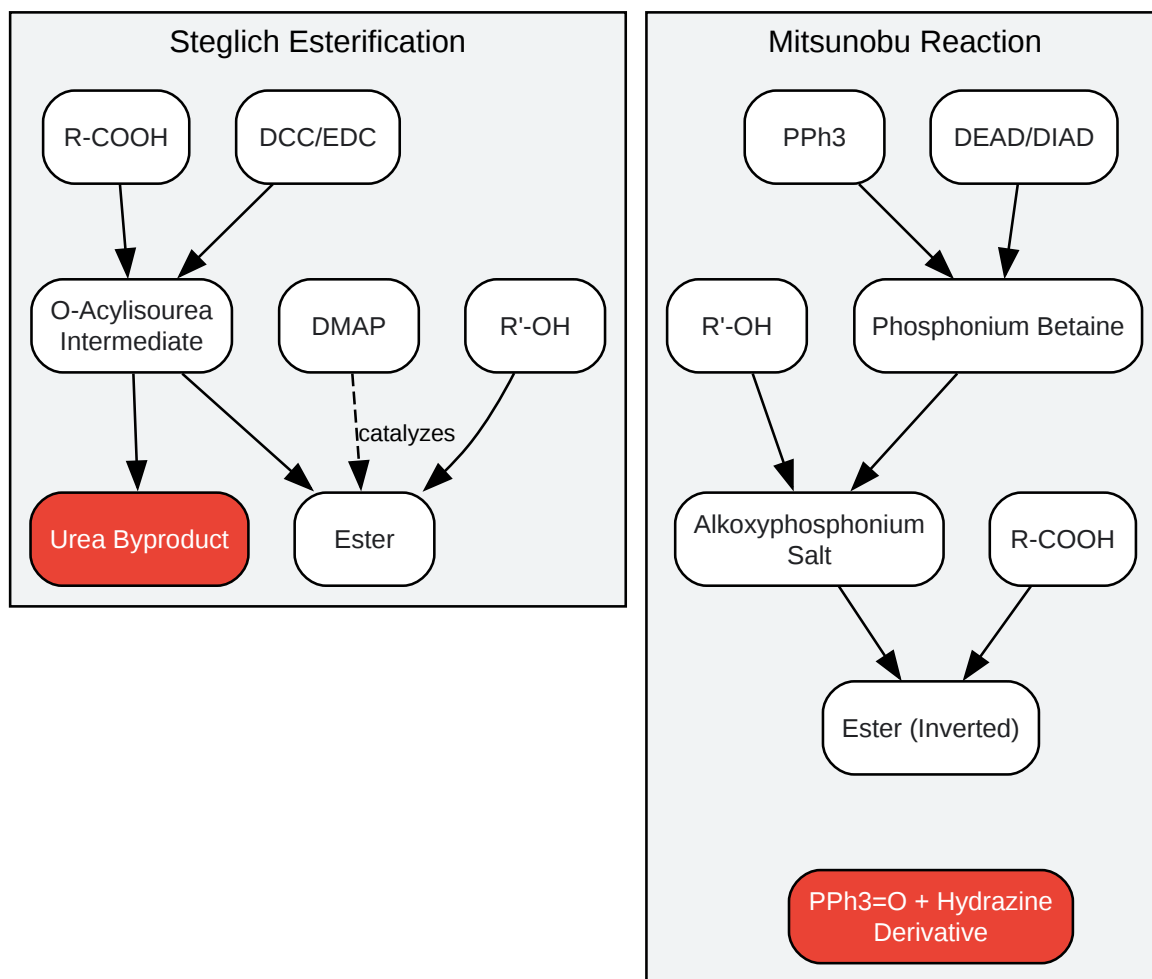 Steglich Esterification
R-COOH
DCC/EDC
O-Acylisourea
Intermediate
DMAP
R'-OH
catalyzes
Urea Byproduct
Ester
Mitsunobu Reaction
PPh3
DEAD/DIAD
R'-OH
Phosphonium Betaine
Alkoxyphosphonium
Salt
R-COOH
Ester (Inverted)
PPh3=O + Hydrazine
Derivative